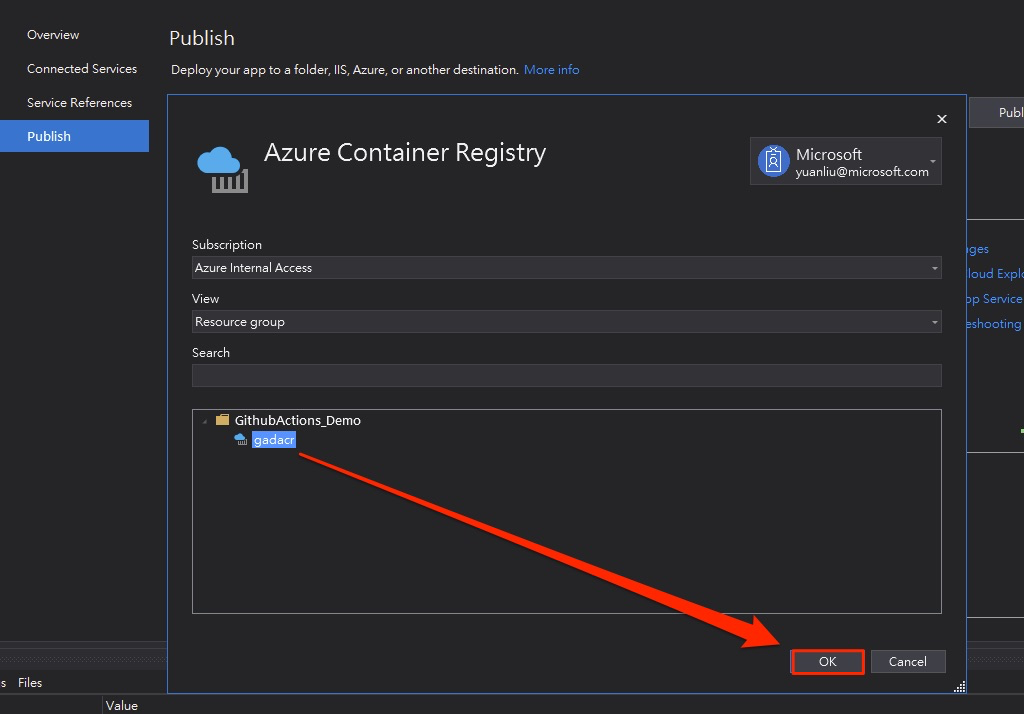 Overview
Connected Services
Service References
Publish
Publish
Deploy your app to a folder, IIS, Azure, or another destination. More info
Azure Container Registry
Microsoft
yuanliu@microsoft.com
Subscription
Azure Internal Access
View
Resource group
Search
GithubActions_Demo
gadacr
OK
Cancel
Publ
ges
loud Explo
pp Service
eshooting
s Files
Value